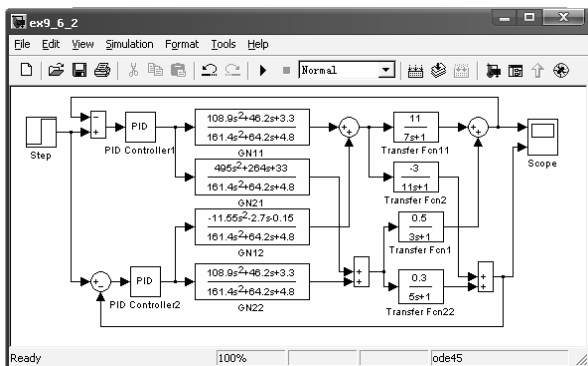 ex9_6_2
File Edit View Simulation Format Tools Help
Normal
Step
PID
PID Controller1
108.9s²+46.2s+3.3
161.4s²+64.2s+4.8
GN11
495s²+264s+33
161.4s²+64.2s+4.8
GN21
-11.55s²-2.7s-0.15
161.4s²+64.2s+4.8
GN12
PID
PID Controller2
108.9s²+46.2s+3.3
161.4s²+64.2s+4.8
GN22
11
7s+1
Transfer Fcn11
-3
11s+1
Transfer Fcn2
0.5
3s+1
Transfer Fcn1
0.3
5s+1
Transfer Fcn22
Scope
Ready 100% ode45